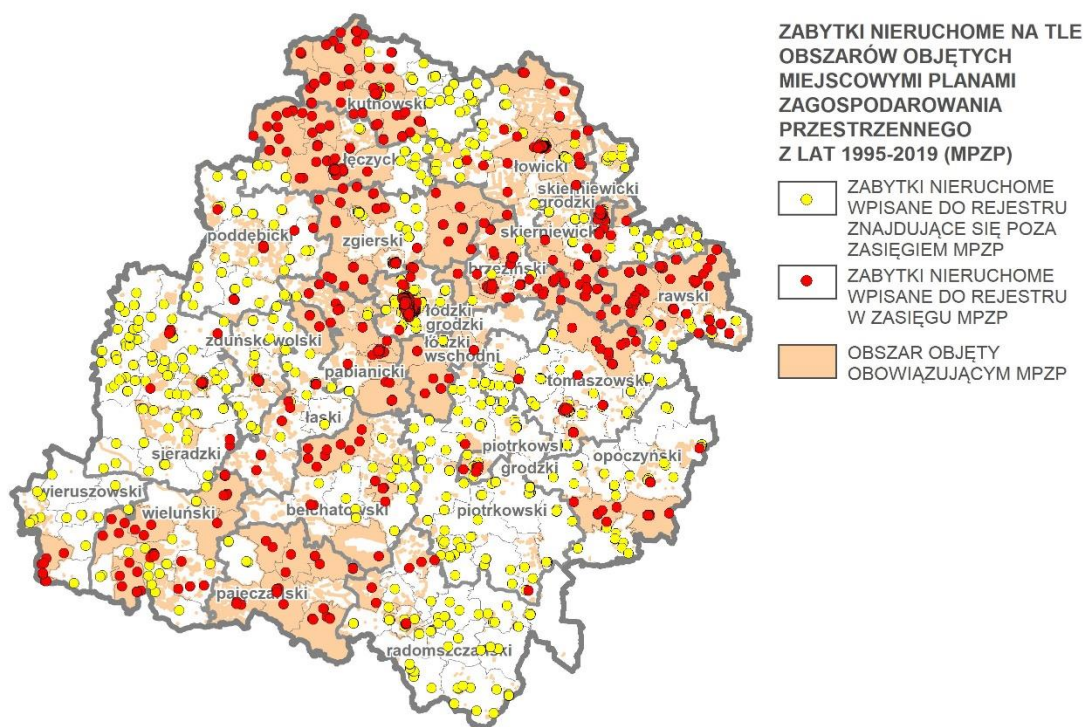 ZABYTKI NIERUCHOME NA TLE
OBSZARÓW OBJĘTYCH
MIEJSCOWYMI PLANAMI
ZAGOSPODAROWANIA
PRZESTRZENNEGO
Z LAT 1995-2019 (MPZP)
ZABYTKI NIERUCHOME
WPISANE DO REJESTRU
ZNAJDUJĄCE SIĘ POZA
ZASIĘGIEM MPZP
ZABYTKI NIERUCHOME
WPISANE DO REJESTRU
W ZASIĘGU MPZP
OBSZAR OBJĘTY
OBOWIĄZUJĄCYM MPZP
kutnowski
łęczyck
łowicki
skierniewicki
grodzki
poddębicki
zgierski
skierniewick
brzeziński
rawski
łódzki
grodzki
łódzki
wschodni
zduńskowolski
pabianicki
tomaszowski
łaski
sieradzki
piotrkowski
grodzki
opoczyński
wieruszowski
wieluński
bełchatowski
piotrkowski
pajęczański
radomszczański